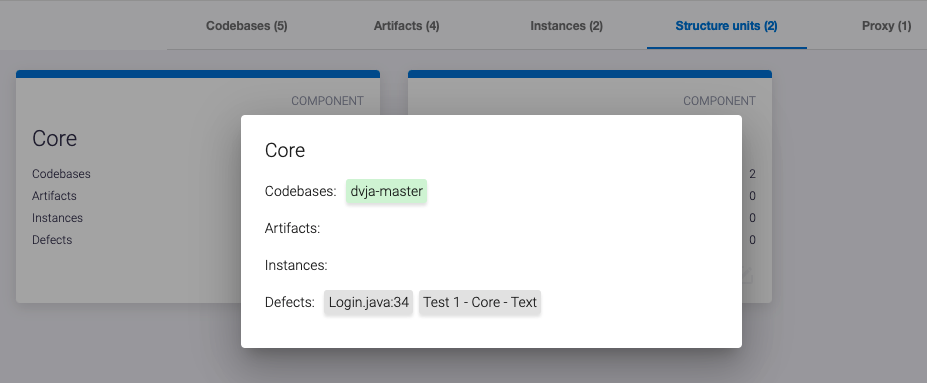 Codebases (5) Artifacts (4) Instances (2) Structure units (2) Proxy (1)
COMPONENT COMPONENT
Core
Codebases 2
Artifacts 0
Instances 0
Defects 0
Core
Codebases: dvja-master
Artifacts:
Instances:
Defects: Login.java:34 Test 1 - Core - Text